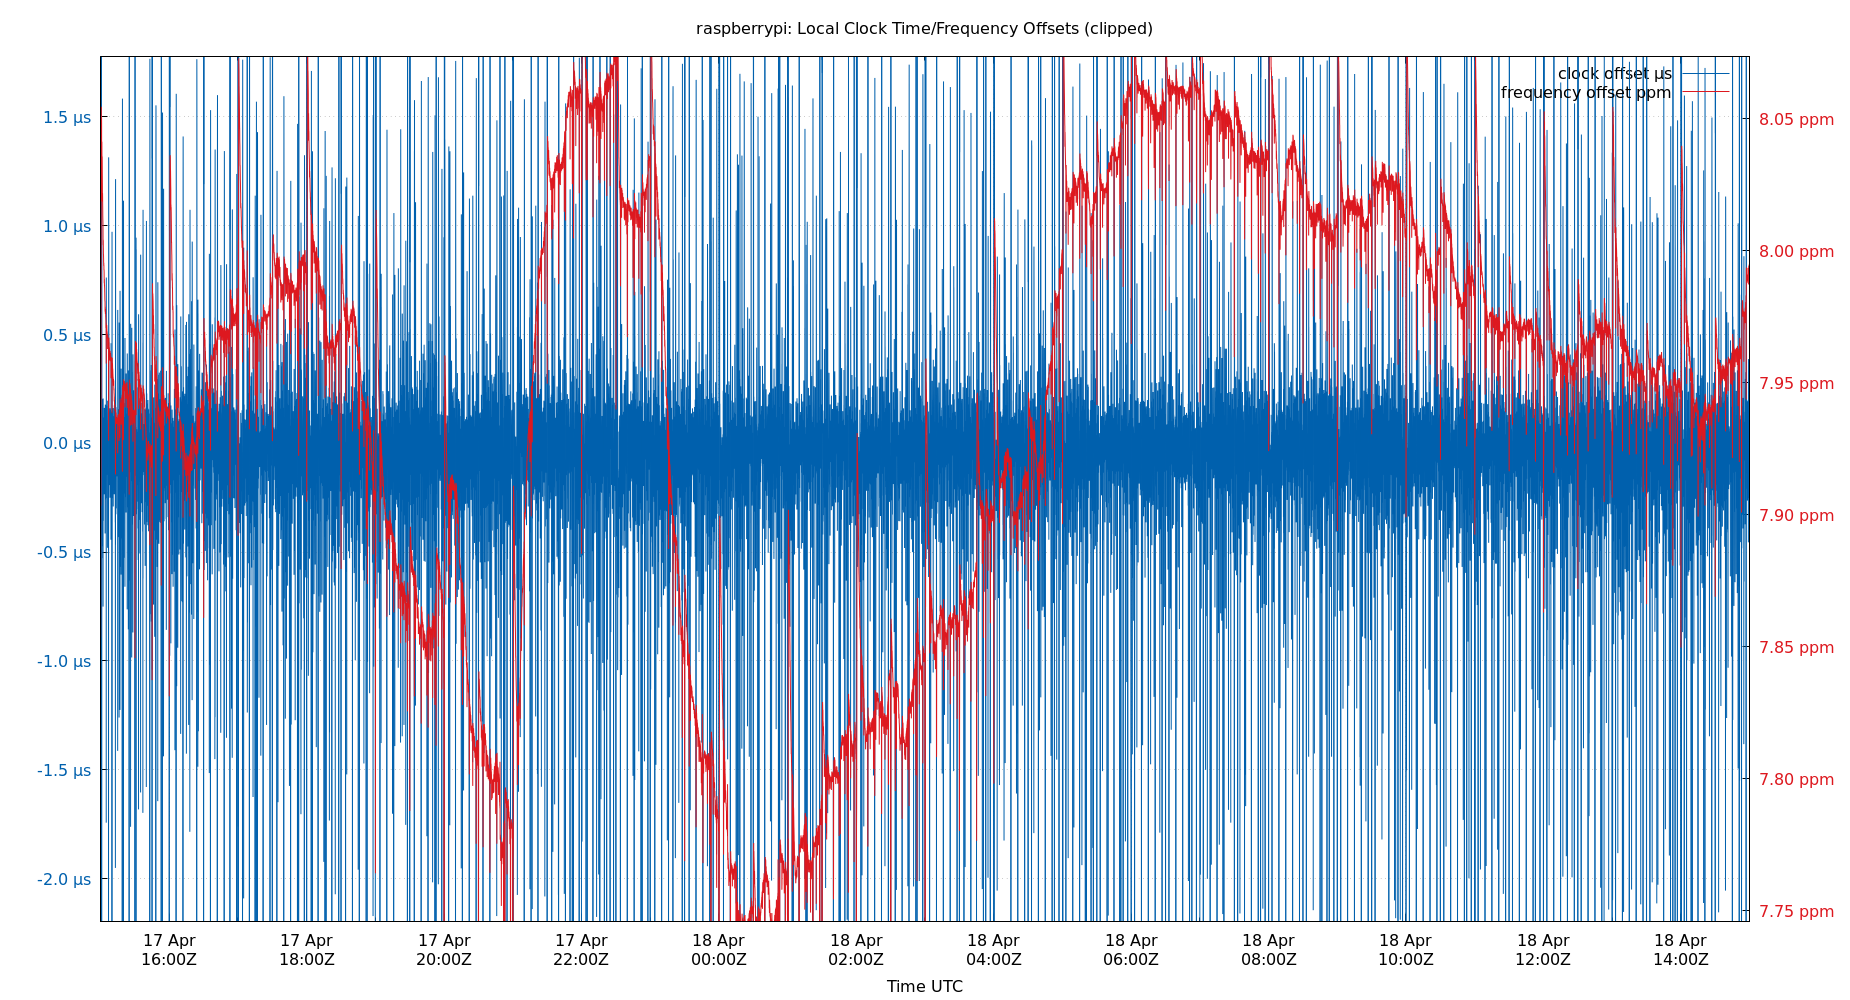 raspberrypi: Local Clock Time/Frequency Offsets (clipped)
clock offset µs
frequency offset ppm
1.5 µs
1.0 µs
0.5 µs
0.0 µs
-0.5 µs
-1.0 µs
-1.5 µs
-2.0 µs
8.05 ppm
8.00 ppm
7.95 ppm
7.90 ppm
7.85 ppm
7.80 ppm
7.75 ppm
17 Apr 17 Apr 17 Apr 17 Apr 18 Apr 18 Apr 18 Apr 18 Apr 18 Apr 18 Apr 18 Apr 18 Apr
16:00Z 18:00Z 20:00Z 22:00Z 00:00Z 02:00Z 04:00Z 06:00Z 08:00Z 10:00Z 12:00Z 14:00Z
Time UTC